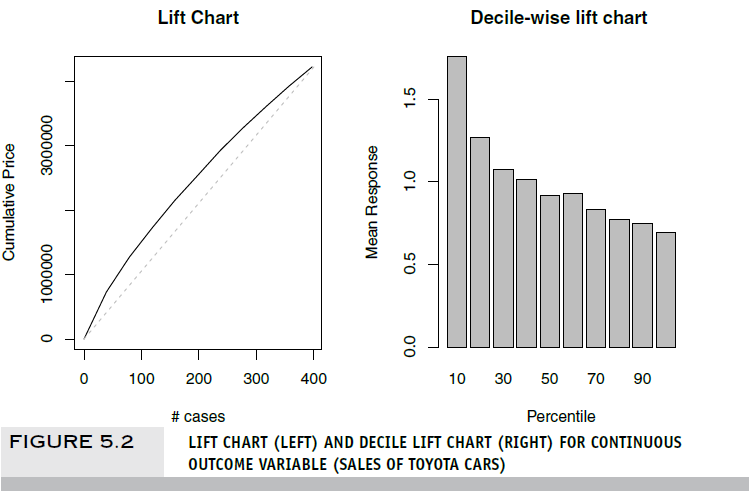 Lift Chart
Cumulative Price
3000000
1000000
0
0 100 200 300 400
# cases
Decile-wise lift chart
Mean Response
1.5
1.0
0.5
0.0
10 30 50 70 90
Percentile
FIGURE 5.2
LIFT CHART (LEFT) AND DECILE LIFT CHART (RIGHT) FOR CONTINUOUS
OUTCOME VARIABLE (SALES OF TOYOTA CARS)